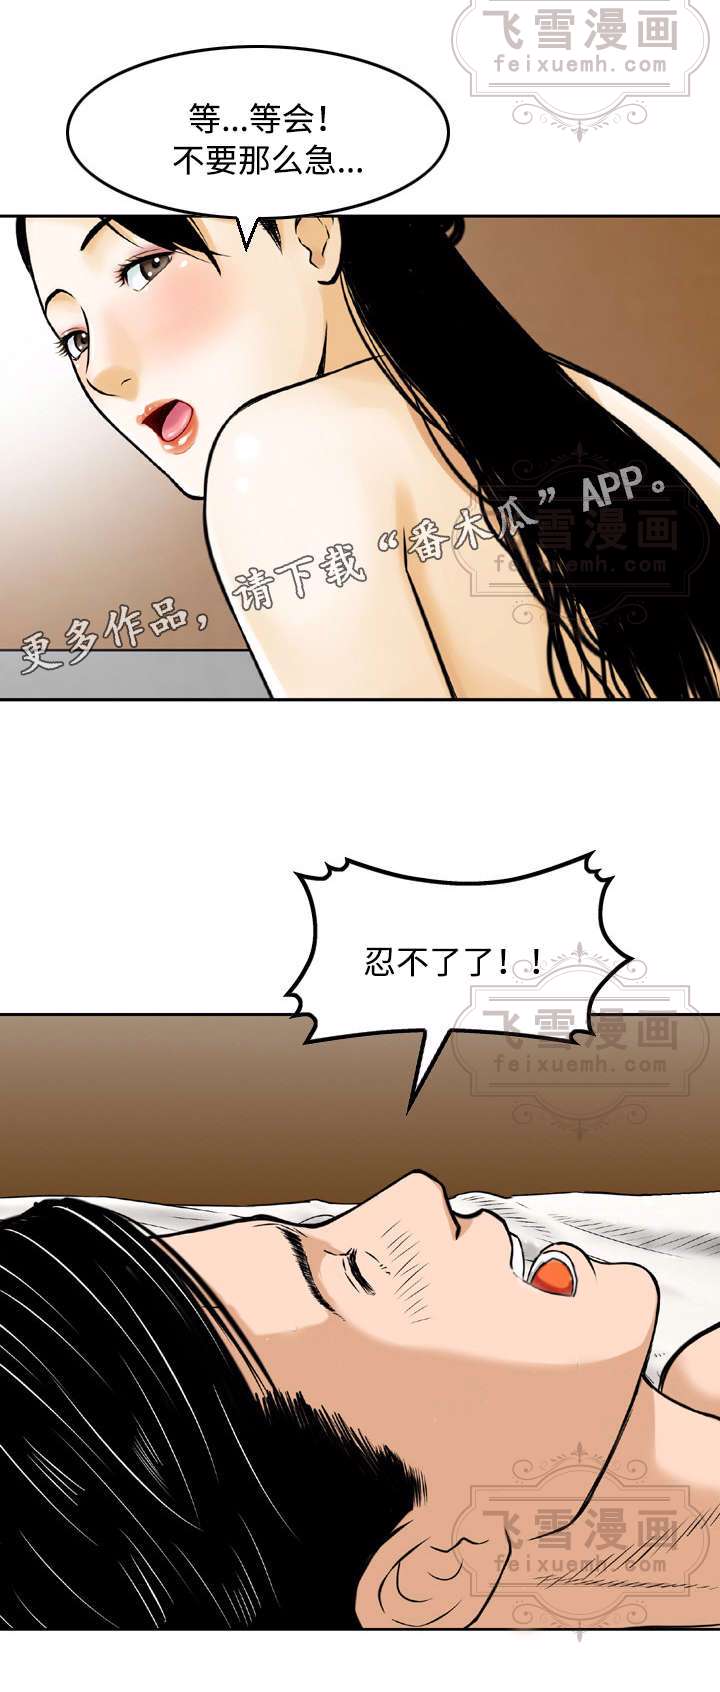 飞雪漫画
feixuemh.com
等...等会！
不要那么急...
更多作品，请下载“番木瓜”APP。
飞雪漫画
feixuemh.com
忍不了了！！
飞雪漫画
feixuemh.com
飞雪漫画
feixuemh.com